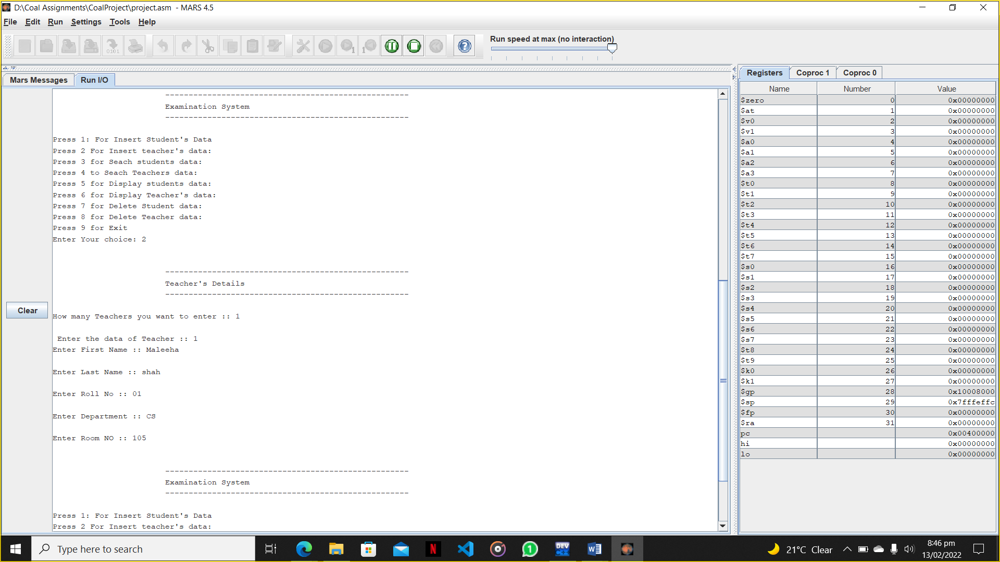 D:\Coal Assignments\CoalProject\project.asm - MARS 4.5
File Edit Run Settings Tools Help
Run speed at max (no interaction)
Mars Messages Run I/O
----------------------------------------------------
Examination System
----------------------------------------------------
Press 1: For Insert Student's Data
Press 2 For Insert teacher's data:
Press 3 for Seach students data:
Press 4 to Seach Teachers data:
Press 5 for Display students data:
Press 6 for Display Teacher's data:
Press 7 for Delete Student data:
Press 8 for Delete Teacher data:
Press 9 for Exit
Enter Your choice: 2
----------------------------------------------------
Teacher's Details
----------------------------------------------------
How many Teachers you want to enter :: 1
Enter the data of Teacher :: 1
Enter First Name :: Maleeha
Enter Last Name :: shah
Enter Roll No :: 01
Enter Department :: CS
Enter Room NO :: 105
----------------------------------------------------
Examination System
----------------------------------------------------
Press 1: For Insert Student's Data
Press 2 For Insert teacher's data:
Clear
Registers Coproc 1 Coproc 0
Name Number Value
$zero 0 0x00000000
$at 1 0x00000000
$v0 2 0x00000000
$v1 3 0x00000000
$a0 4 0x00000000
$a1 5 0x00000000
$a2 6 0x00000000
$a3 7 0x00000000
$t0 8 0x00000000
$t1 9 0x00000000
$t2 10 0x00000000
$t3 11 0x00000000
$t4 12 0x00000000
$t5 13 0x00000000
$t6 14 0x00000000
$t7 15 0x00000000
$s0 16 0x00000000
$s1 17 0x00000000
$s2 18 0x00000000
$s3 19 0x00000000
$s4 20 0x00000000
$s5 21 0x00000000
$s6 22 0x00000000
$s7 23 0x00000000
$t8 24 0x00000000
$t9 25 0x00000000
$k0 26 0x00000000
$k1 27 0x00000000
$gp 28 0x10008000
$sp 29 0x7fffeffc
$fp 30 0x00000000
$ra 31 0x00000000
pc 0x00400000
hi 0x00000000
lo 0x00000000
Type here to search
N
1
DEV
C++
21°C Clear
8:46 pm
13/02/2022